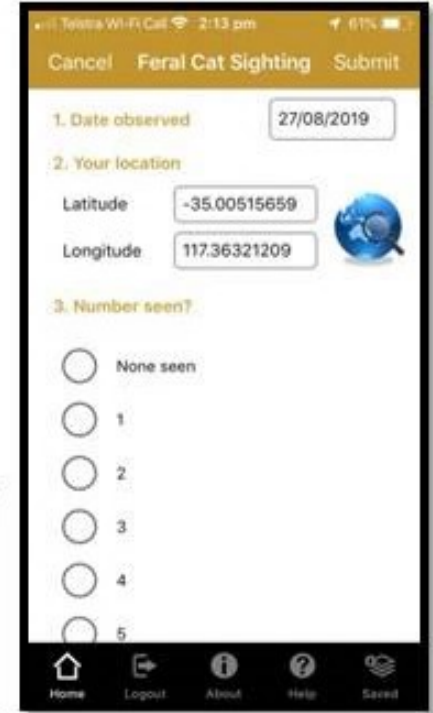 Telstra Wi-Fi Call 2:13 pm 61%
Cancel Feral Cat Sighting Submit
1. Date observed 27/08/2019
2. Your location
Latitude -35.00515659
Longitude 117.36321209
3. Number seen?
None seen
1
2
3
4
5
Home Logout About Help Saved